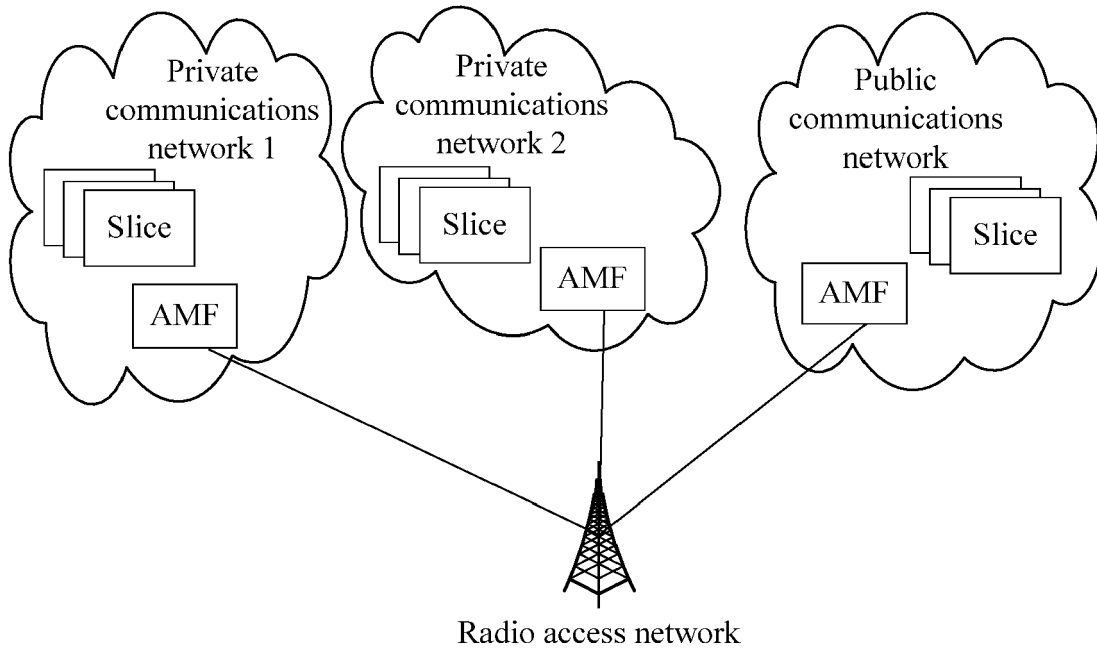 Private
communications
network 1
Slice
AMF
Private
communications
network 2
Slice
AMF
Public
communications
network
Slice
AMF
Radio access network